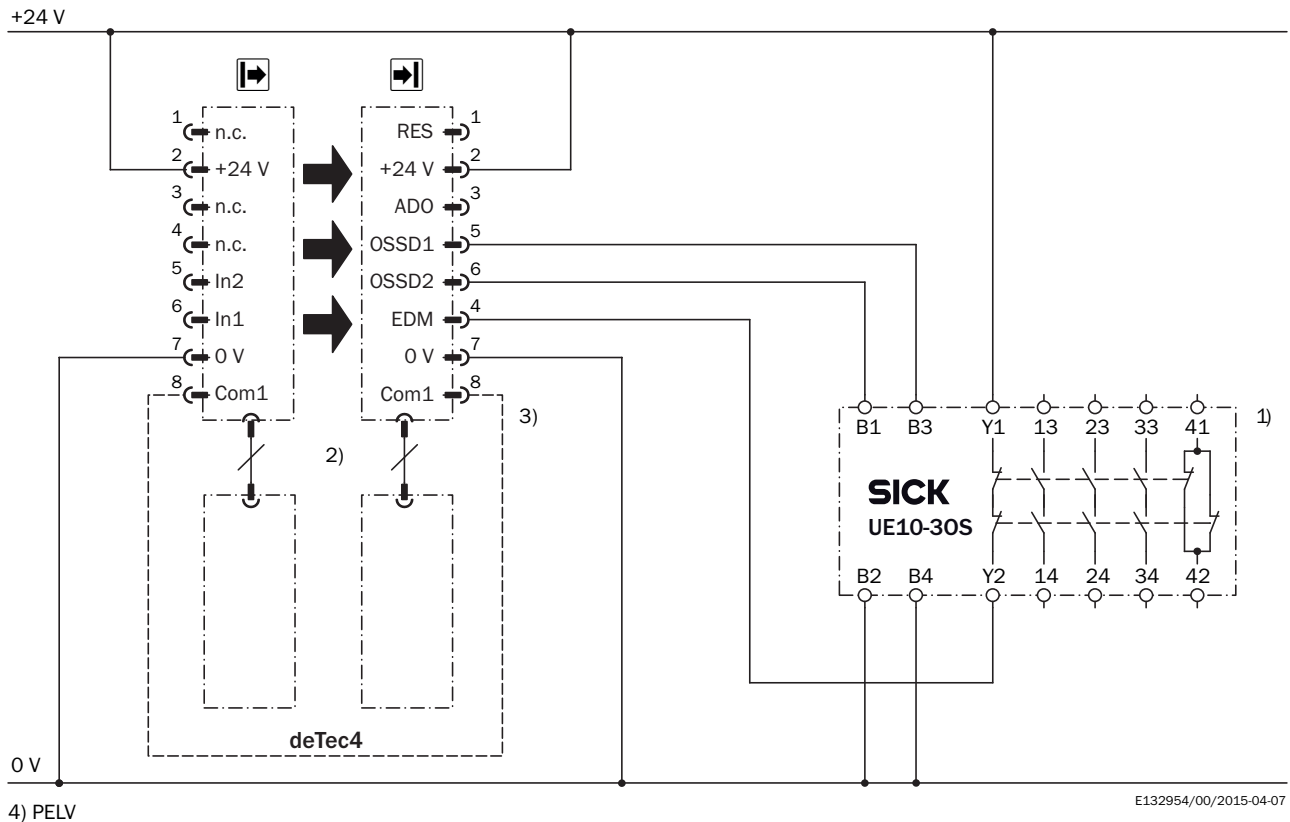 +24 V
1 n.c.
2 +24 V
3 n.c.
4 n.c.
5 In2
6 In1
7 0 V
8 Com1
RES 1
+24 V 2
ADO 3
OSSD1 5
OSSD2 6
EDM 4
0 V 7
Com1 8
3)
2)
deTec4
B1 B3 Y1 13 23 33 41
1)
SICK
UE10-30S
B2 B4 Y2 14 24 34 42
0 V
4) PELV
E132954/00/2015-04-07